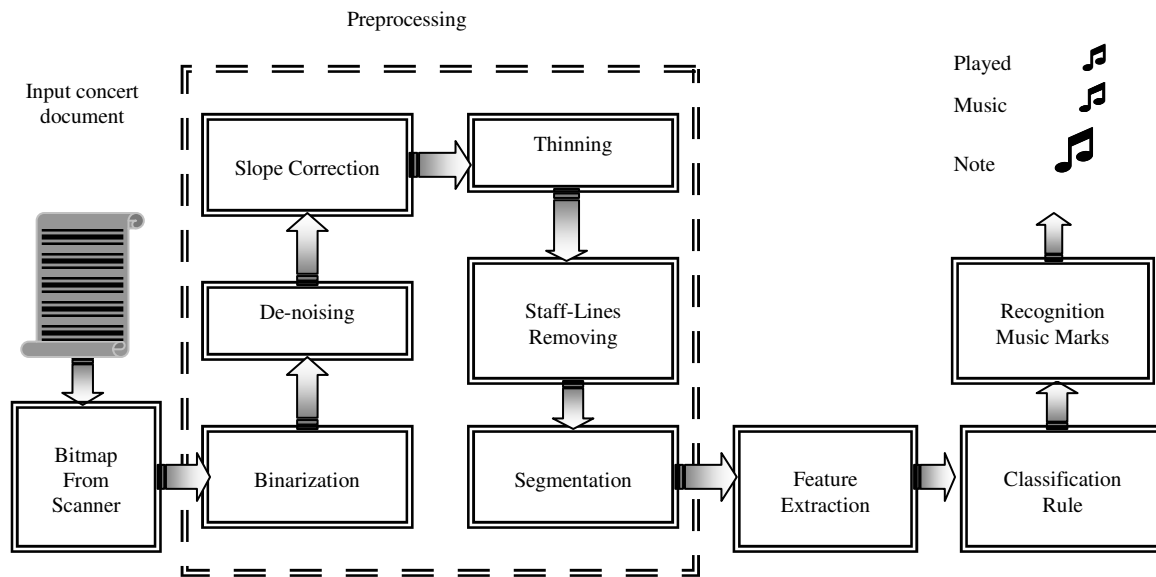 Preprocessing
Input concert
document
Played
Music
Note
Slope Correction
Thinning
De-noising
Staff-Lines
Removing
Recognition
Music Marks
Bitmap
From
Scanner
Binarization
Segmentation
Feature
Extraction
Classification
Rule